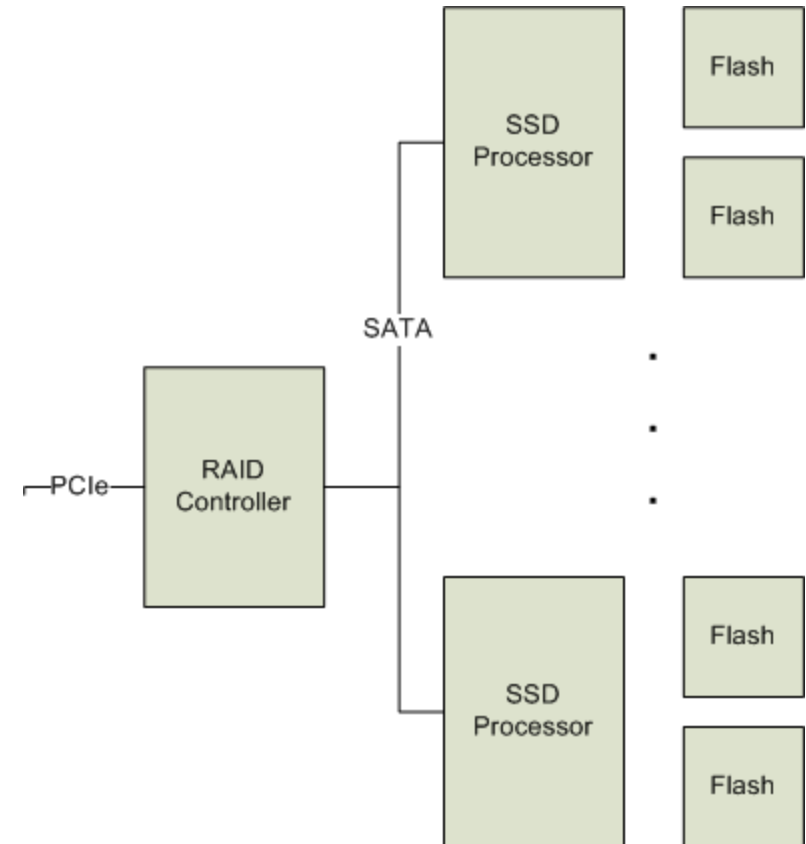 SSD
Processor
Flash
Flash
SATA
PCIe
RAID
Controller
SSD
Processor
Flash
Flash